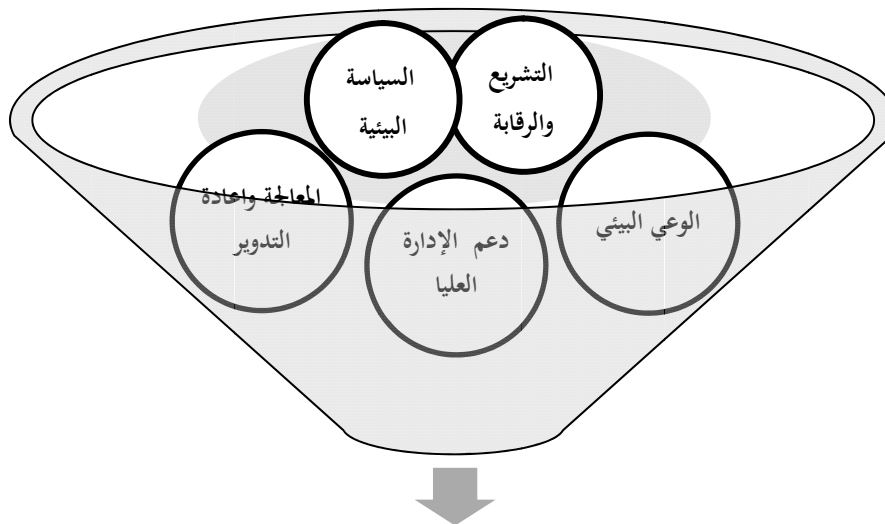 التشريع
والرقابة
السياسة
البيئية
الوعي البيئي
دعم الإدارة
العليا
المعالجة واعادة
التدوير